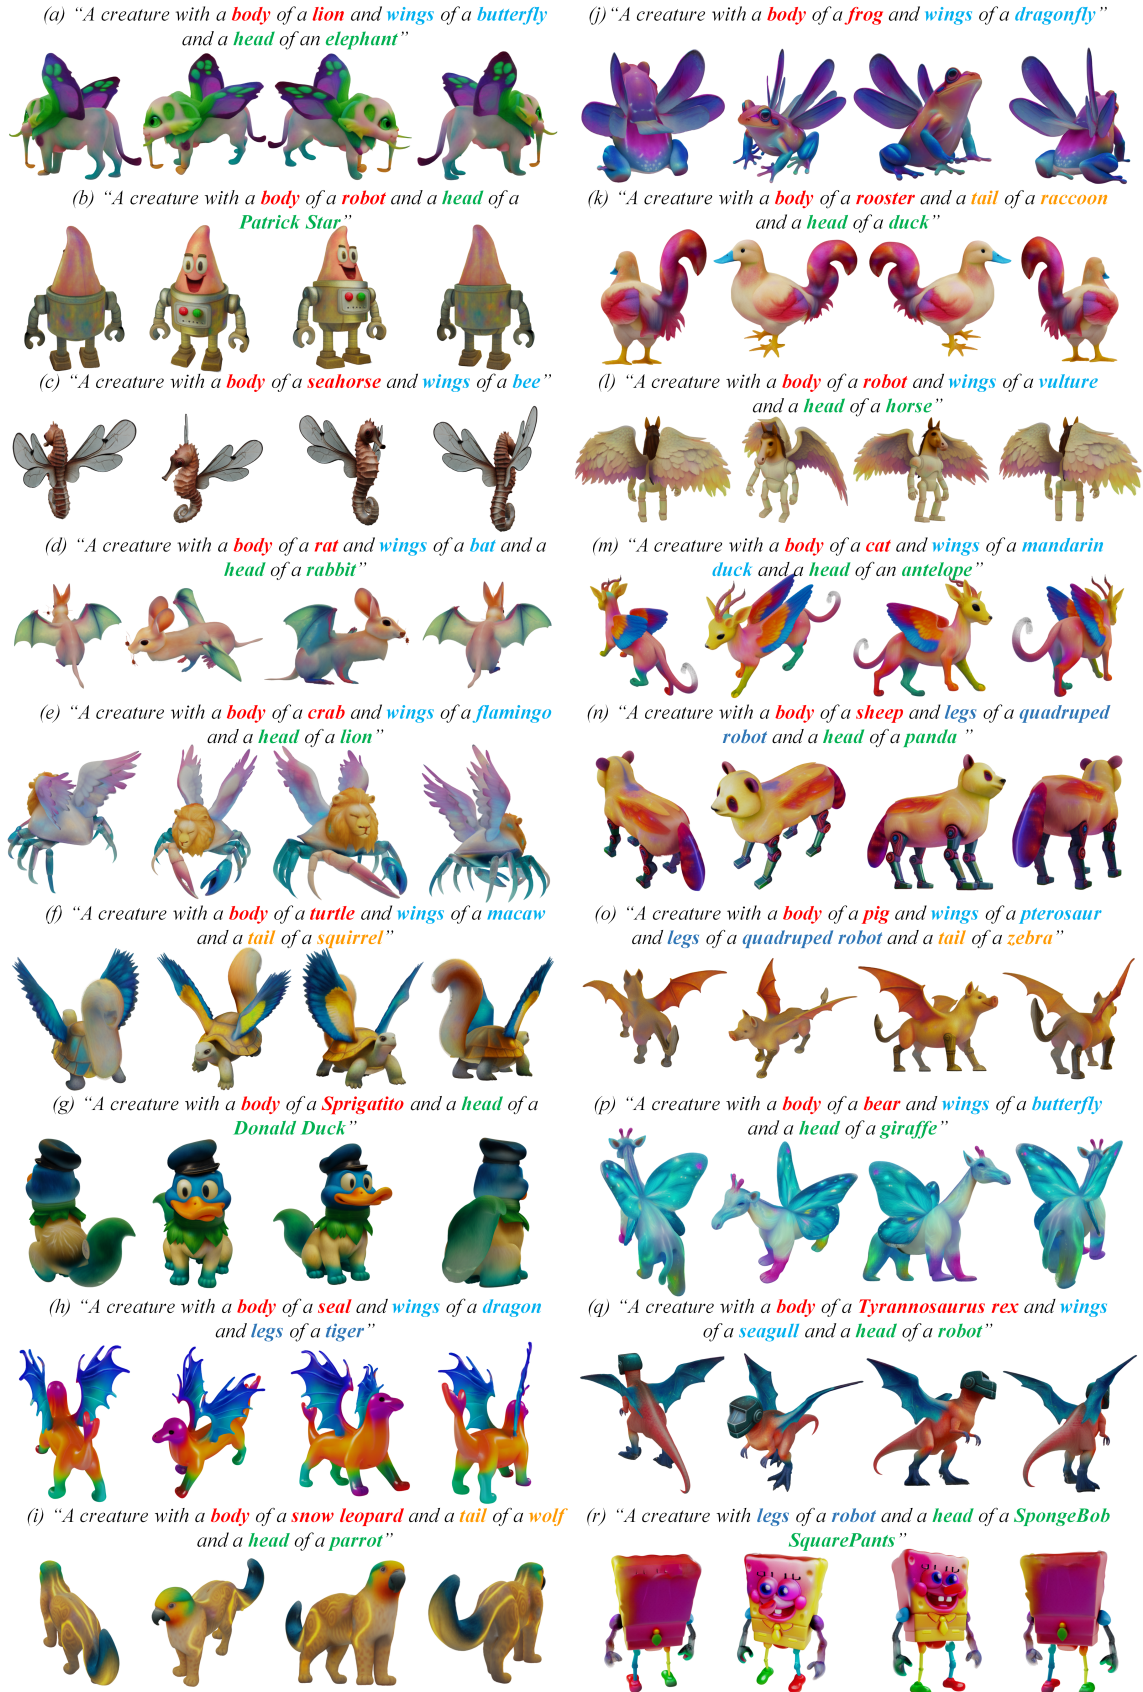 (a) “A creature with a body of a lion and wings of a butterfly
and a head of an elephant”
(b) “A creature with a body of a robot and a head of a
Patrick Star”
(c) “A creature with a body of a seahorse and wings of a bee”
(d) “A creature with a body of a rat and wings of a bat and a
head of a rabbit”
(e) “A creature with a body of a crab and wings of a flamingo
and a head of a lion”
(f) “A creature with a body of a turtle and wings of a macaw
and a tail of a squirrel”
(g) “A creature with a body of a Sprigatito and a head of a
Donald Duck”
(h) “A creature with a body of a seal and wings of a dragon
and legs of a tiger”
(i) “A creature with a body of a snow leopard and a tail of a wolf
and a head of a parrot”
(j)“A creature with a body of a frog and wings of a dragonfly”
(k) “A creature with a body of a rooster and a tail of a raccoon
and a head of a duck”
(l) “A creature with a body of a robot and wings of a vulture
and a head of a horse”
(m) “A creature with a body of a cat and wings of a mandarin
duck and a head of an antelope”
(n) “A creature with a body of a sheep and legs of a quadruped
robot and a head of a panda ”
(o) “A creature with a body of a pig and wings of a pterosaur
and legs of a quadruped robot and a tail of a zebra”
(p) “A creature with a body of a bear and wings of a butterfly
and a head of a giraffe”
(q) “A creature with a body of a Tyrannosaurus rex and wings
of a seagull and a head of a robot”
(r) “A creature with legs of a robot and a head of a SpongeBob
SquarePants”